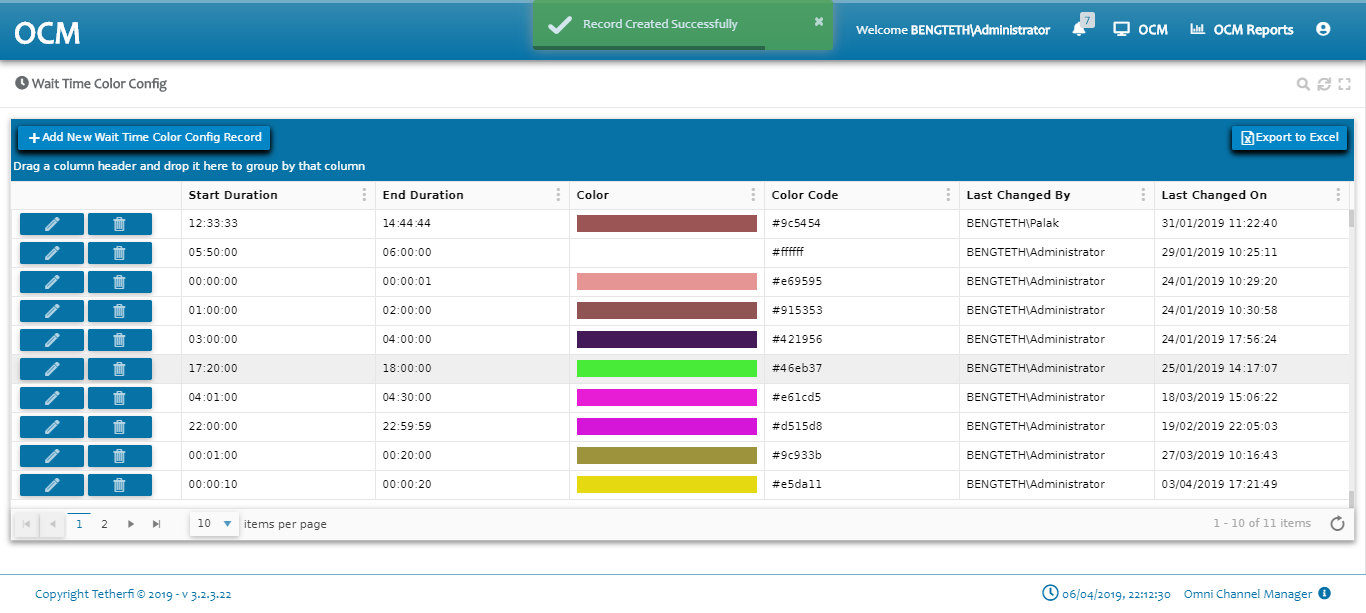 OCM
Record Created Successfully
Welcome BENGTETH\Administrator
7
OCM
OCM Reports
Wait Time Color Config
Add New Wait Time Color Config Record
Export to Excel
Drag a column header and drop it here to group by that column
Start Duration End Duration Color Color Code Last Changed By Last Changed On
12:33:33 14:44:44 #9c5454 BENGTETH\Palak 31/01/2019 11:22:40
05:50:00 06:00:00 #ffffff BENGTETH\Administrator 29/01/2019 10:25:11
00:00:00 00:00:01 #e69595 BENGTETH\Administrator 24/01/2019 10:29:20
01:00:00 02:00:00 #915353 BENGTETH\Administrator 24/01/2019 10:30:58
03:00:00 04:00:00 #421956 BENGTETH\Administrator 24/01/2019 17:56:24
17:20:00 18:00:00 #46eb37 BENGTETH\Administrator 25/01/2019 14:17:07
04:01:00 04:30:00 #e61cd5 BENGTETH\Administrator 18/03/2019 15:06:22
22:00:00 22:59:59 #d515d8 BENGTETH\Administrator 19/02/2019 22:05:03
00:01:00 00:20:00 #9c933b BENGTETH\Administrator 27/03/2019 10:16:43
00:00:10 00:00:20 #e5da11 BENGTETH\Administrator 03/04/2019 17:21:49
1 2 10 items per page 1 - 10 of 11 items
Copyright Tetherfi © 2019 - v 3.2.3.22 06/04/2019, 22:12:30 Omni Channel Manager